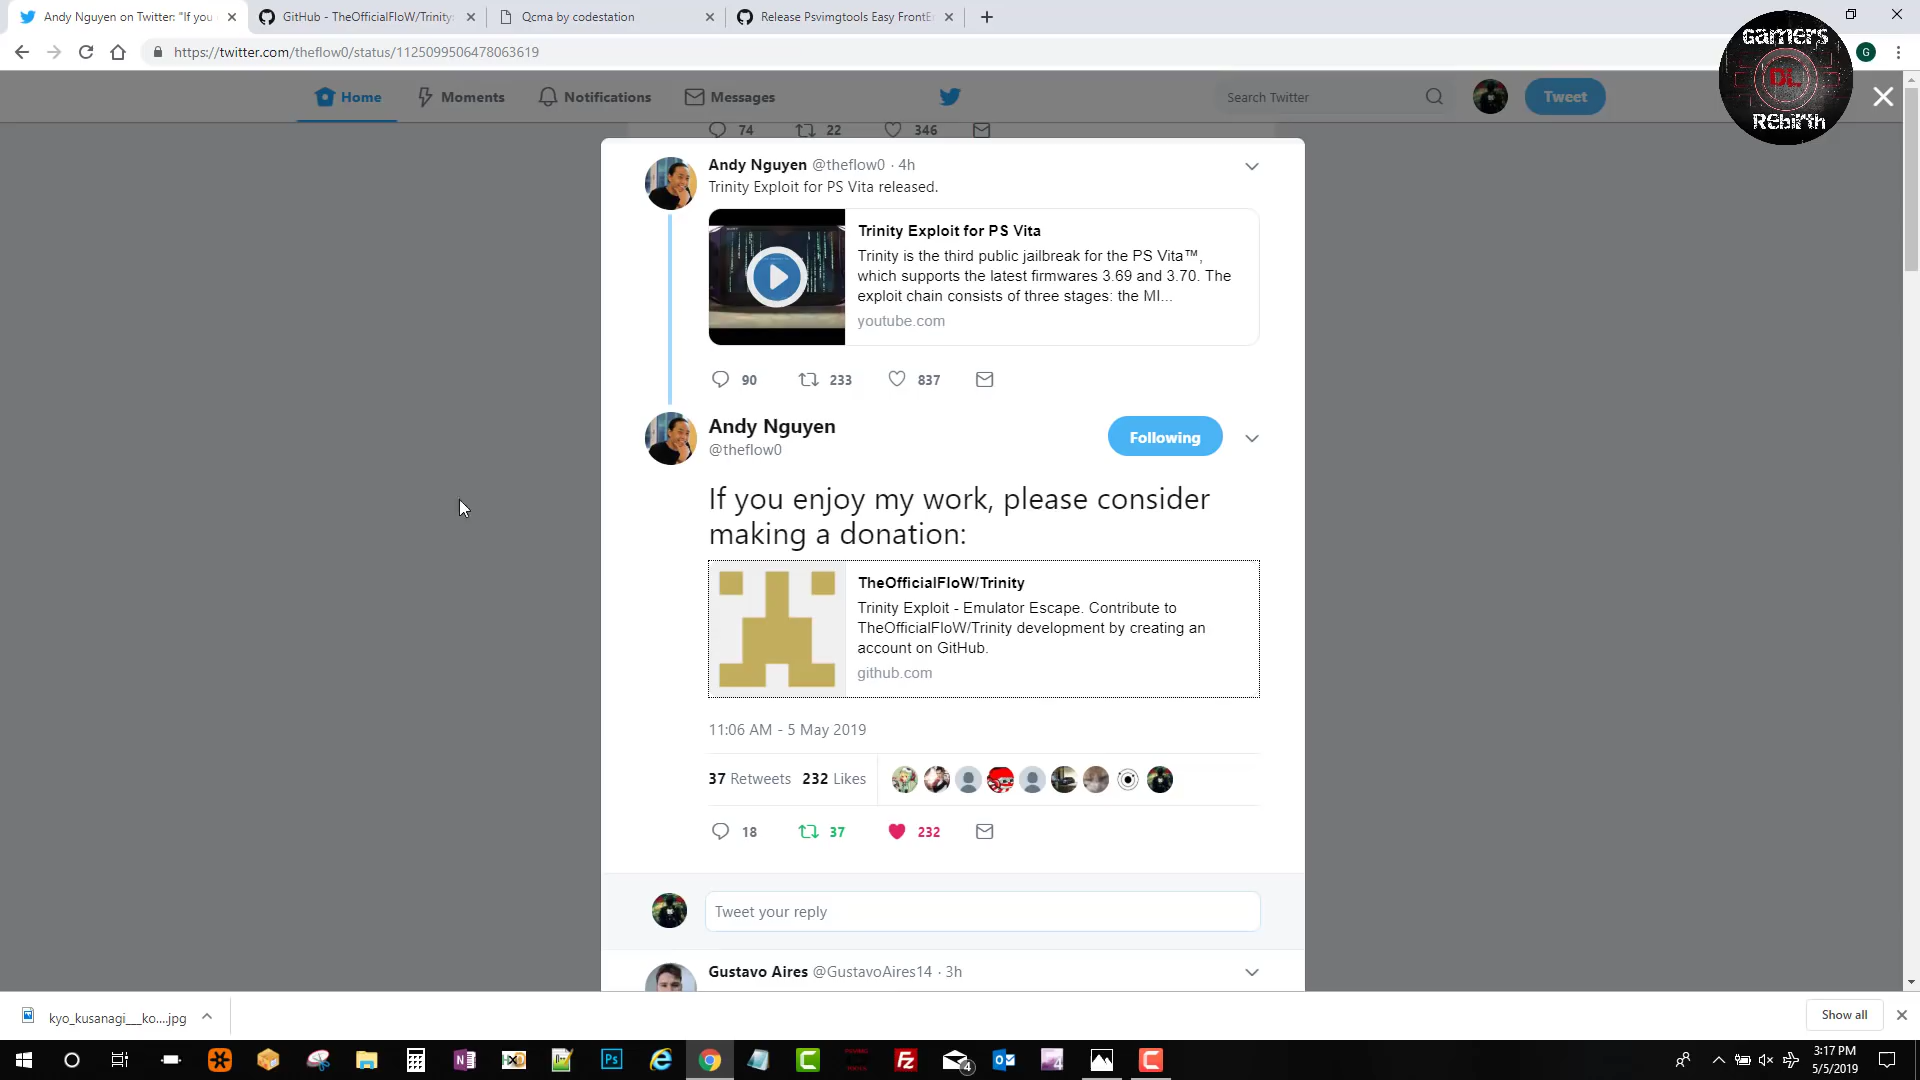 Andy Nguyen on Twitter: "If you
GitHub - TheOfficialFloW/Trinity:
Qcma by codestation
Release Psvimgtools Easy FrontE
https://twitter.com/theflow0/status/1125099506478063619
G
GamerS
DL
REbirth
Home
Moments
Notifications
Messages
Search Twitter
Tweet
74
22
346
Andy Nguyen @theflow0 · 4h
Trinity Exploit for PS Vita released.
Trinity Exploit for PS Vita
Trinity is the third public jailbreak for the PS Vita™,
which supports the latest firmwares 3.69 and 3.70. The
exploit chain consists of three stages: the MI...
youtube.com
90
233
837
Andy Nguyen
@theflow0
Following
If you enjoy my work, please consider
making a donation:
TheOfficialFloW/Trinity
Trinity Exploit - Emulator Escape. Contribute to
TheOfficialFloW/Trinity development by creating an
account on GitHub.
github.com
11:06 AM - 5 May 2019
37 Retweets 232 Likes
18
37
232
Tweet your reply
Gustavo Aires @GustavoAires14 · 3h
kyo_kusanagi___ko....jpg
Show all
Ps
4
3:17 PM
5/5/2019